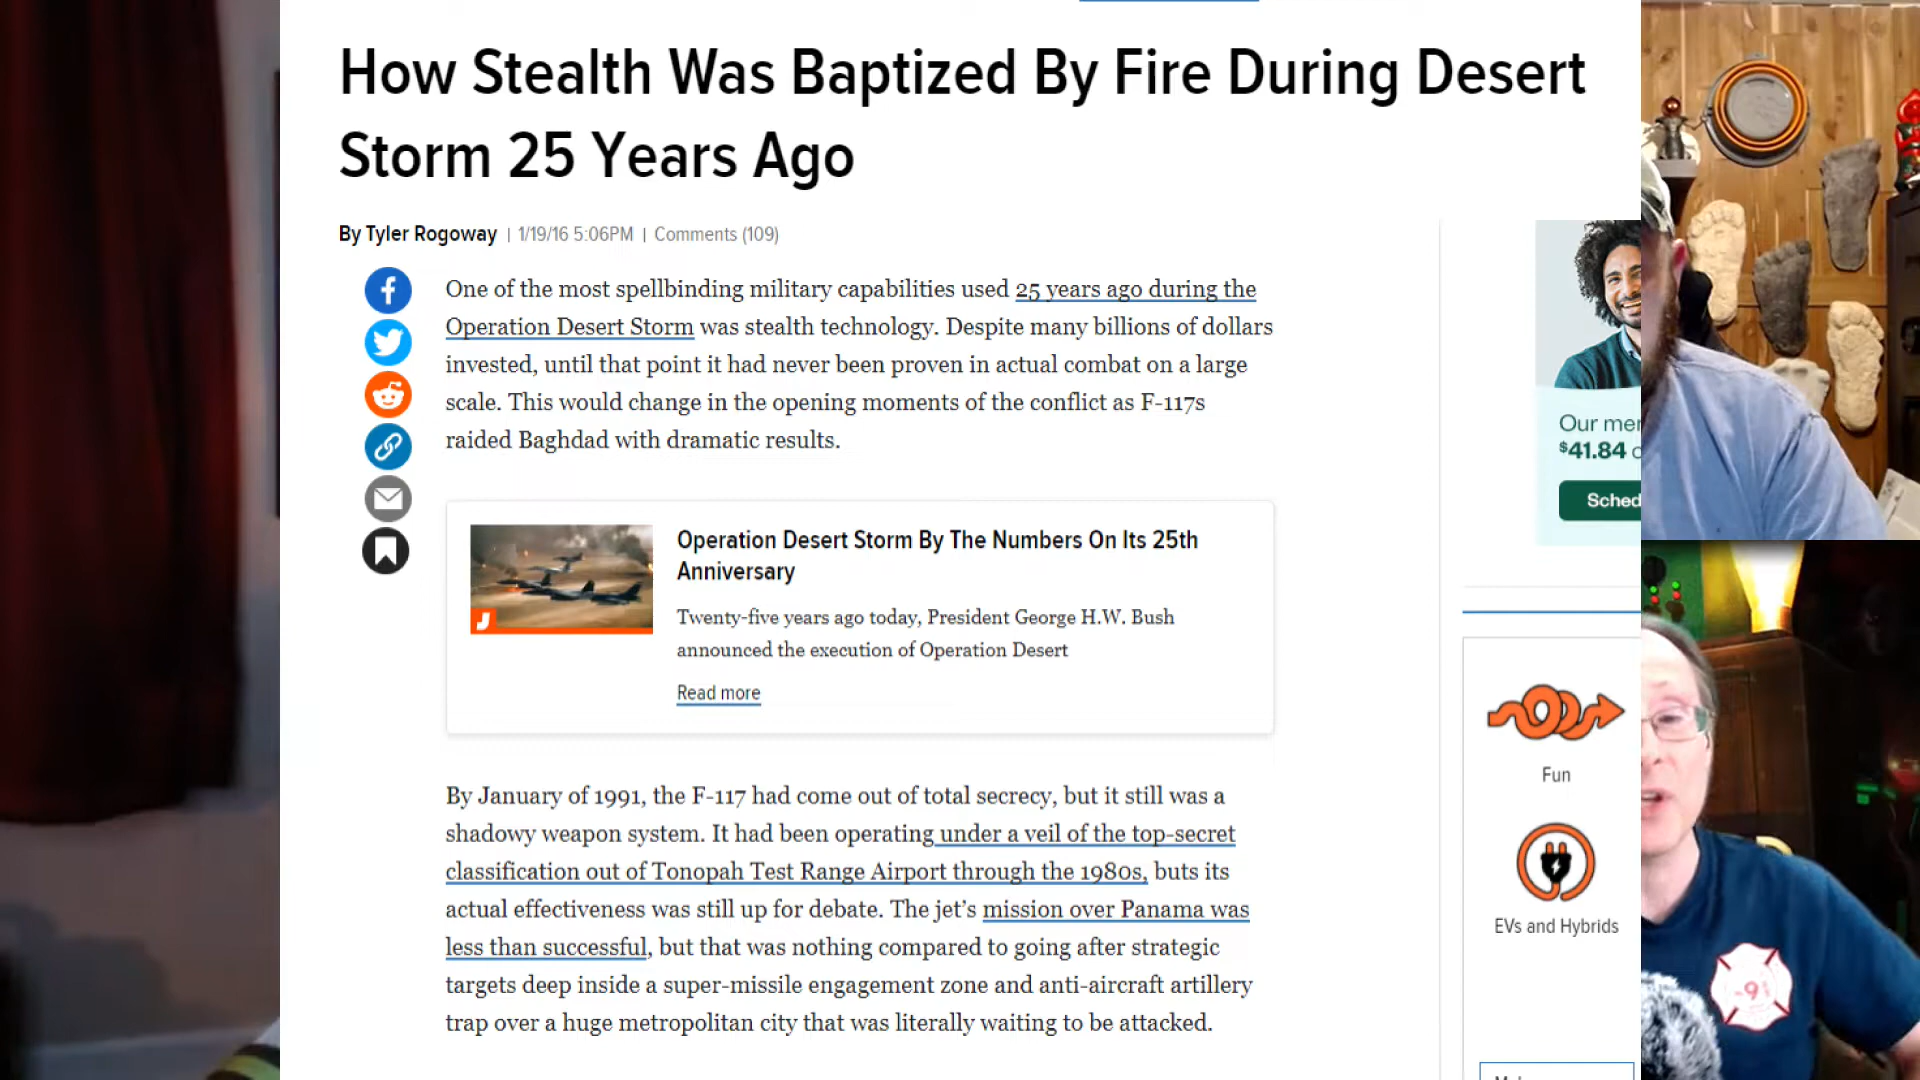 How Stealth Was Baptized By Fire During Desert
Storm 25 Years Ago
By Tyler Rogoway | 1/19/16 5:06PM | Comments (109)
One of the most spellbinding military capabilities used 25 years ago during the
Operation Desert Storm was stealth technology. Despite many billions of dollars
invested, until that point it had never been proven in actual combat on a large
scale. This would change in the opening moments of the conflict as F-117s
raided Baghdad with dramatic results.
Operation Desert Storm By The Numbers On Its 25th
Anniversary
Twenty-five years ago today, President George H.W. Bush
announced the execution of Operation Desert
Read more
By January of 1991, the F-117 had come out of total secrecy, but it still was a
shadowy weapon system. It had been operating under a veil of the top-secret
classification out of Tonopah Test Range Airport through the 1980s, buts its
actual effectiveness was still up for debate. The jet's mission over Panama was
less than successful, but that was nothing compared to going after strategic
targets deep inside a super-missile engagement zone and anti-aircraft artillery
trap over a huge metropolitan city that was literally waiting to be attacked.
Our mer
$41.84
Sched
Fun
EVs and Hybrids